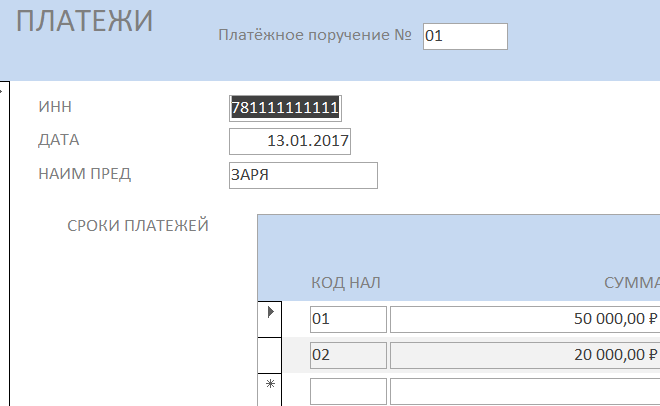 ПЛАТЕЖИ
Платёжное поручение № 01
ИНН 781111111111
ДАТА 13.01.2017
НАИМ ПРЕД ЗАРЯ
СРОКИ ПЛАТЕЖЕЙ
КОД НАЛ СУММА
01 50 000,00 ₽
02 20 000,00 ₽